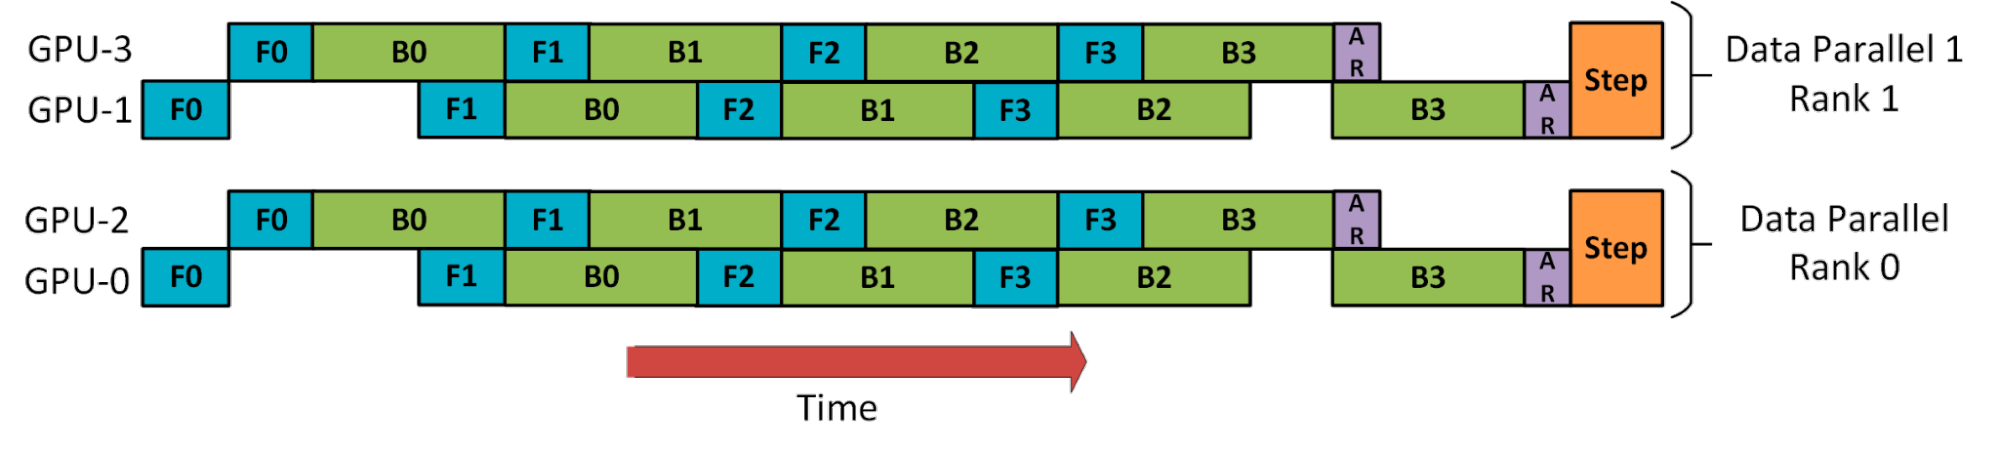 GPU-3 F0 B0 F1 B1 F2 B2 F3 B3 A R
GPU-1 F0 F1 B0 F2 B1 F3 B2 B3 A R
Step
Data Parallel 1
Rank 1
GPU-2 F0 B0 F1 B1 F2 B2 F3 B3 A R
GPU-0 F0 F1 B0 F2 B1 F3 B2 B3 A R
Step
Data Parallel
Rank 0
Time